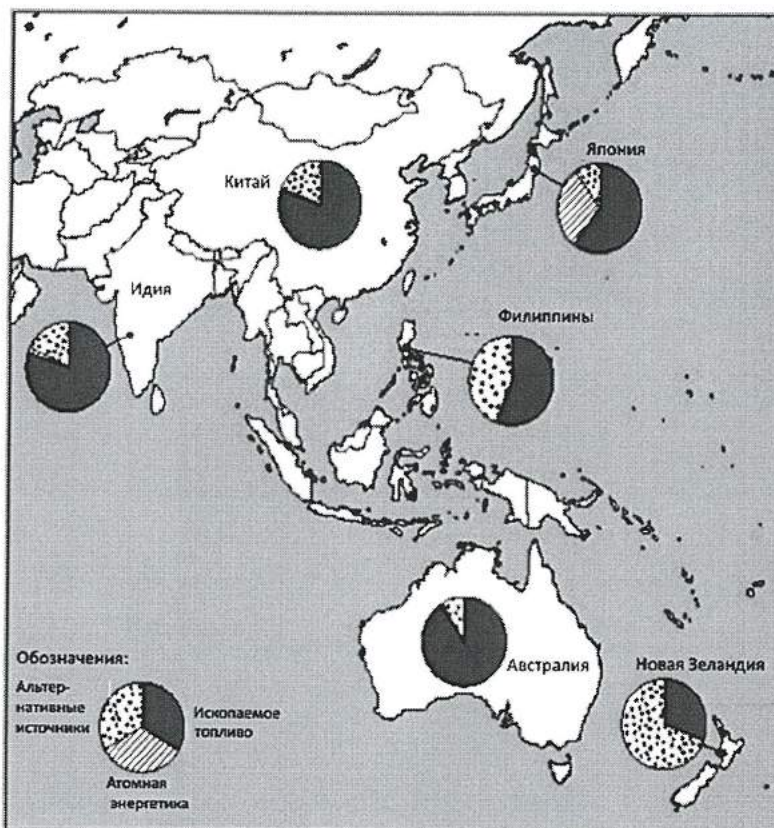 Япония
Китай
Идия
Филиппины
Австралия
Новая Зеландия
Обозначения:
Альтер-
нативные
источники
Ископаемое
топливо
Атомная
энергетика